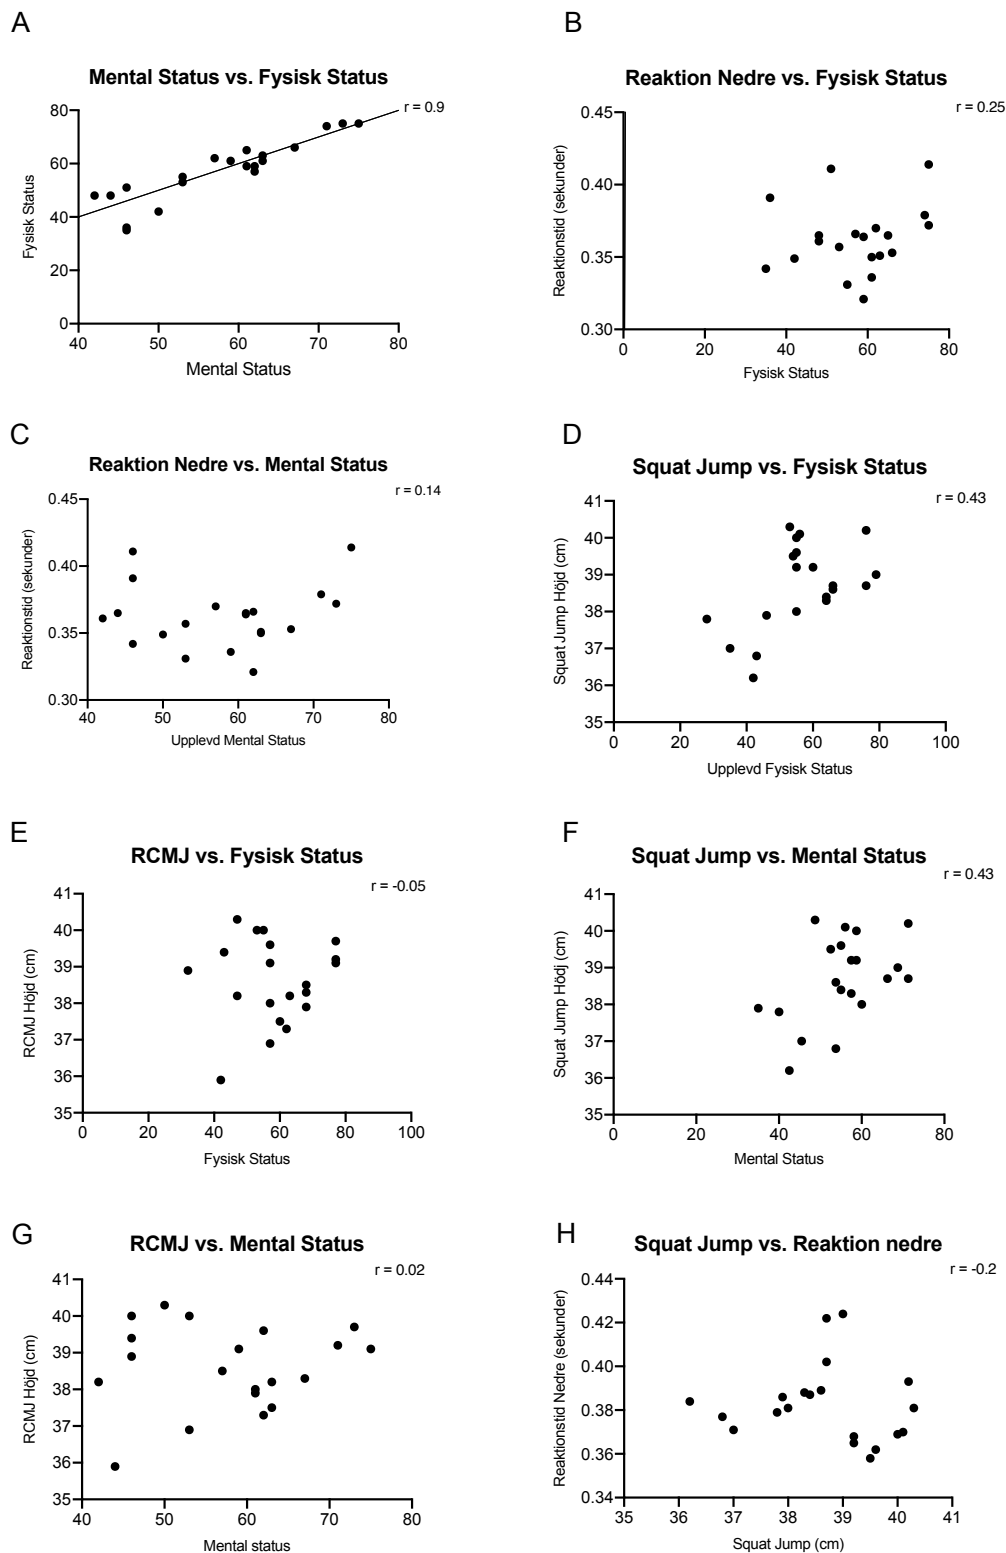 A
Mental Status vs. Fysisk Status
r = 0.9
Fysisk Status
80
60
40
20
0
40 50 60 70 80
Mental Status
B
Reaktion Nedre vs. Fysisk Status
r = 0.25
Reaktionstid (sekunder)
0.45
0.40
0.35
0.30
0 20 40 60 80
Fysisk Status
C
Reaktion Nedre vs. Mental Status
r = 0.14
Reaktionstid (sekunder)
0.45
0.40
0.35
0.30
40 50 60 70 80
Upplevd Mental Status
D
Squat Jump vs. Fysisk Status
r = 0.43
Squat Jump Höjd (cm)
41
40
39
38
37
36
35
0 20 40 60 80 100
Upplevd Fysisk Status
E
RCMJ vs. Fysisk Status
r = -0.05
RCMJ Höjd (cm)
41
40
39
38
37
36
35
0 20 40 60 80 100
Fysisk Status
F
Squat Jump vs. Mental Status
r = 0.43
Squat Jump Hödj (cm)
41
40
39
38
37
36
35
0 20 40 60 80
Mental Status
G
RCMJ vs. Mental Status
r = 0.02
RCMJ Höjd (cm)
41
40
39
38
37
36
35
40 50 60 70 80
Mental status
H
Squat Jump vs. Reaktion nedre
r = -0.2
Reaktionstid Nedre (sekunder)
0.44
0.42
0.40
0.38
0.36
0.34
35 36 37 38 39 40 41
Squat Jump (cm)